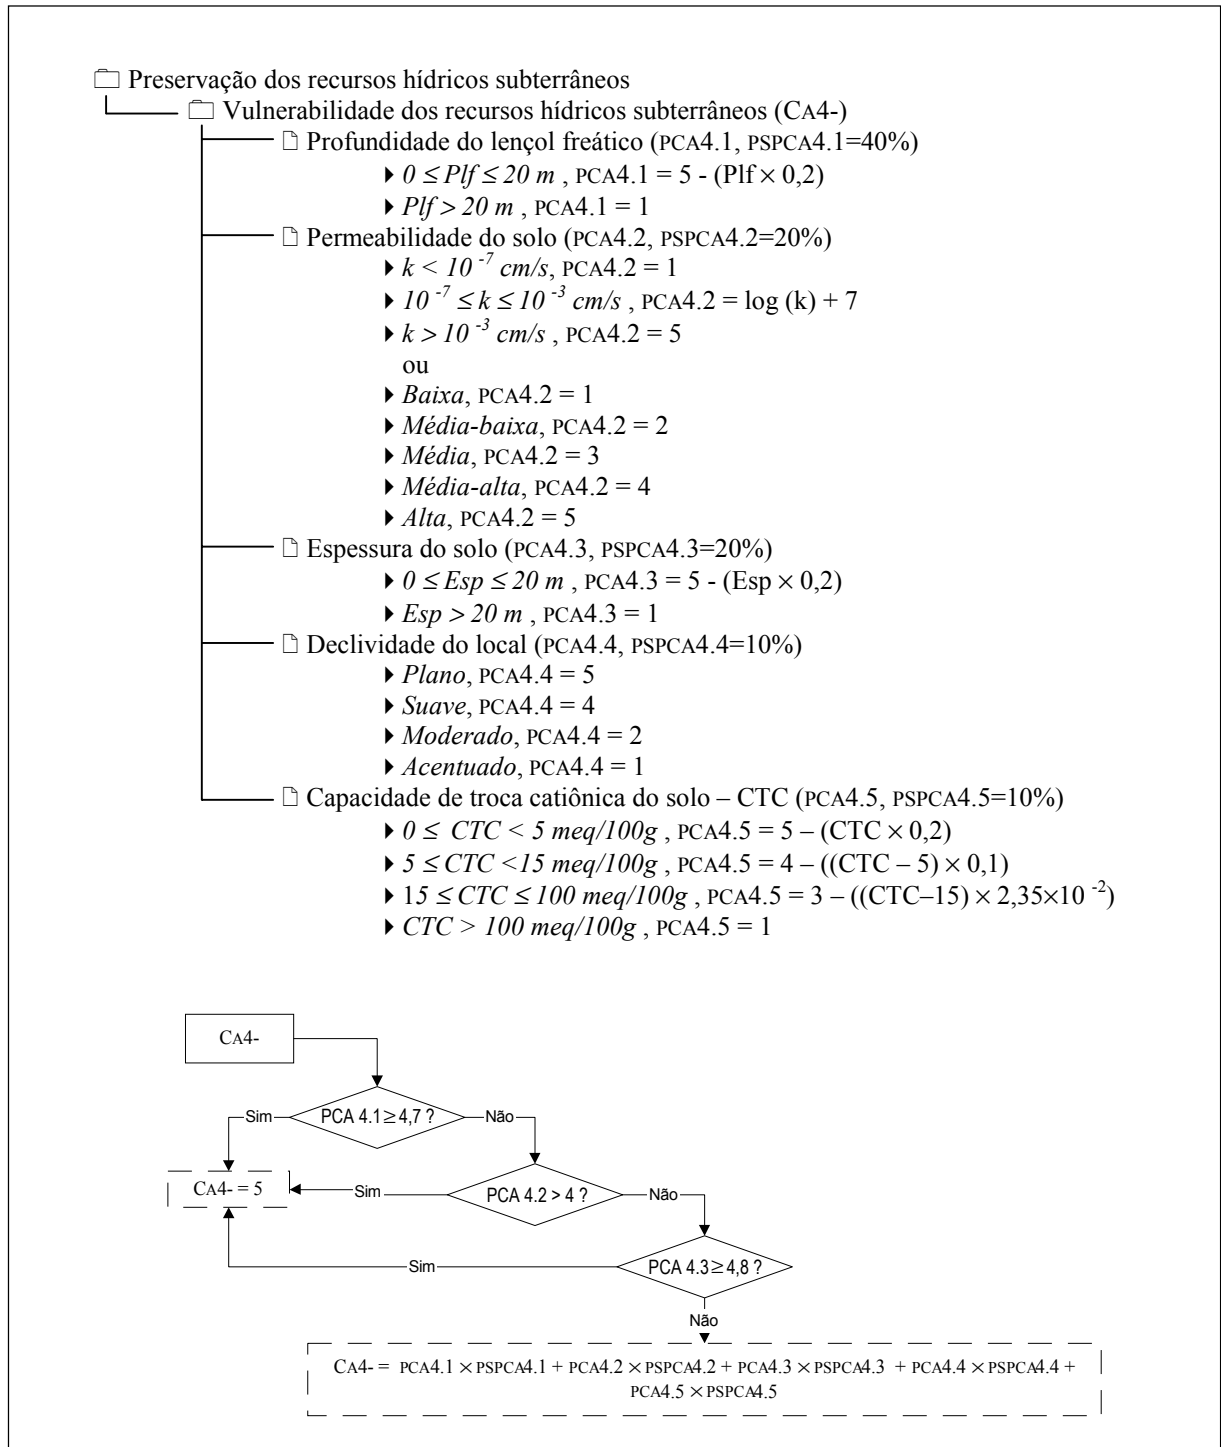 Preservação dos recursos hídricos subterrâneos
Vulnerabilidade dos recursos hídricos subterrâneos (CA4-)
Profundidade do lençol freático (PCA4.1, PSPCA4.1=40%)
0 ≤ Plf ≤ 20 m , PCA4.1 = 5 - (Plf × 0,2)
Plf > 20 m , PCA4.1 = 1
Permeabilidade do solo (PCA4.2, PSPCA4.2=20%)
k < 10 -7 cm/s, PCA4.2 = 1
10 -7 ≤ k ≤ 10 -3 cm/s , PCA4.2 = log (k) + 7
k > 10 -3 cm/s , PCA4.2 = 5
ou
Baixa, PCA4.2 = 1
Média-baixa, PCA4.2 = 2
Média, PCA4.2 = 3
Média-alta, PCA4.2 = 4
Alta, PCA4.2 = 5
Espessura do solo (PCA4.3, PSPCA4.3=20%)
0 ≤ Esp ≤ 20 m , PCA4.3 = 5 - (Esp × 0,2)
Esp > 20 m , PCA4.3 = 1
Declividade do local (PCA4.4, PSPCA4.4=10%)
Plano, PCA4.4 = 5
Suave, PCA4.4 = 4
Moderado, PCA4.4 = 2
Acentuado, PCA4.4 = 1
Capacidade de troca catiônica do solo – CTC (PCA4.5, PSPCA4.5=10%)
0 ≤ CTC < 5 meq/100g , PCA4.5 = 5 – (CTC × 0,2)
5 ≤ CTC <15 meq/100g , PCA4.5 = 4 – ((CTC – 5) × 0,1)
15 ≤ CTC ≤ 100 meq/100g , PCA4.5 = 3 – ((CTC–15) × 2,35×10 -2)
CTC > 100 meq/100g , PCA4.5 = 1
CA4-
Sim
PCA 4.1 ≥ 4,7 ?
Não
CA4- = 5
Sim
PCA 4.2 > 4 ?
Não
Sim
PCA 4.3 ≥ 4,8 ?
Não
CA4- = PCA4.1 × PSPCA4.1 + PCA4.2 × PSPCA4.2 + PCA4.3 × PSPCA4.3 + PCA4.4 × PSPCA4.4 +
PCA4.5 × PSPCA4.5